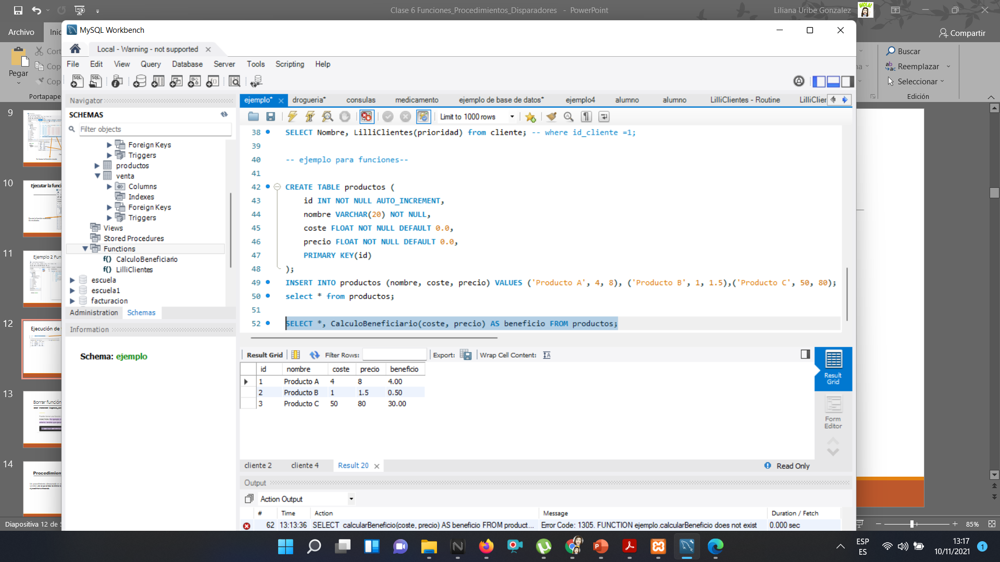 Clase 6 Funciones_Procedimientos_Disparadores - PowerPoint
Liliana Uribe Gonzalez
¡HOLA!
Archivo
Inic
Compartir
Pegar
Cort
Cop
Cop
Portapape
Buscar
Reemplazar
Seleccionar
Edición
MySQL Workbench
Local - Warning - not supported
File Edit View Query Database Server Tools Scripting Help
Navigator
SCHEMAS
Filter objects
Foreign Keys
Triggers
productos
venta
Columns
Indexes
Foreign Keys
Triggers
Views
Stored Procedures
Functions
f() CalculoBeneficiario
f() LilliClientes
escuela
escuela1
facturacion
Administration Schemas
Information
Schema: ejemplo
ejemplo* drogueria* consulas medicamento ejemplo de base de datos* ejemplo4 alumno alumno LilliClientes - Routine LilliClier
Limit to 1000 rows
38 SELECT Nombre, LilliClientes(prioridad) from cliente; -- where id_cliente =1;
39
40 -- ejemplo para funciones--
41
42 CREATE TABLE productos (
43 id INT NOT NULL AUTO_INCREMENT,
44 nombre VARCHAR(20) NOT NULL,
45 coste FLOAT NOT NULL DEFAULT 0.0,
46 precio FLOAT NOT NULL DEFAULT 0.0,
47 PRIMARY KEY(id)
48 );
49 INSERT INTO productos (nombre, coste, precio) VALUES ('Producto A', 4, 8), ('Producto B', 1, 1.5),('Producto C', 50, 80);
50 select * from productos;
51
52 SELECT *, CalculoBeneficiario(coste, precio) AS beneficio FROM productos;
Result Grid Filter Rows: Export: Wrap Cell Content:
id nombre coste precio beneficio
1 Producto A 4 8 4.00
2 Producto B 1 1.5 0.50
3 Producto C 50 80 30.00
Result Grid
Form Editor
cliente 2 cliente 4 Result 20
Read Only
Output
Action Output
# Time Action Message Duration / Fetch
62 13:13:36 SELECT calcularBeneficio(coste, precio) AS beneficio FROM product... Error Code: 1305. FUNCTION ejemplo.calcularBeneficio does not exist 0.000 sec
9
10
Ejecutar la funci
11
Ejemplo 2 Fun
12
Ejecución de
13
Borrar función
14
Procedimien
Diapositiva 12 de 5
85%
ESP
ES
13:17
10/11/2021
1